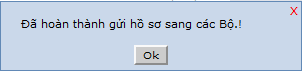 X
Đã hoàn thành gửi hồ sơ sang các Bộ.!
Ok